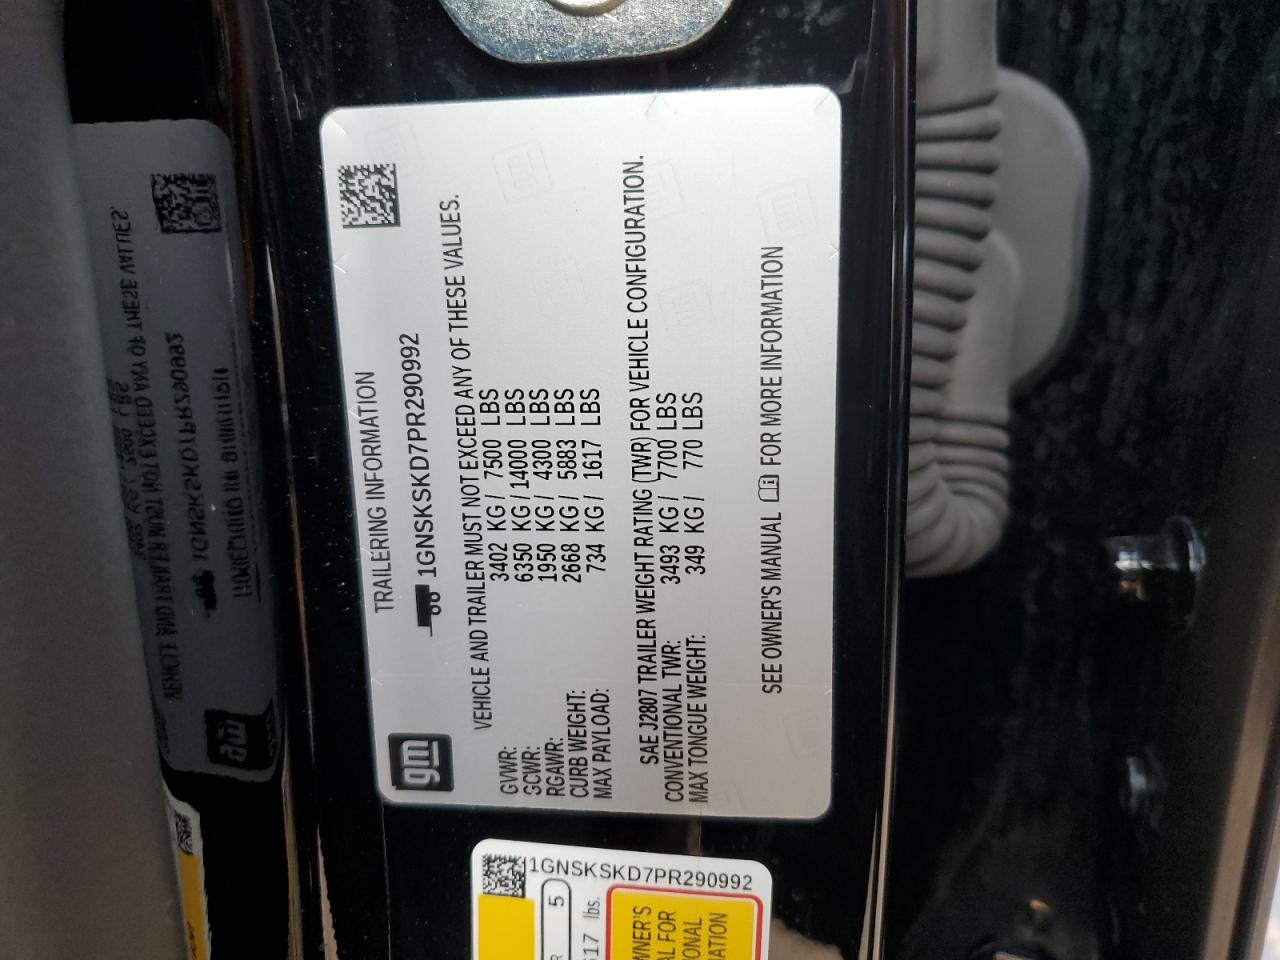 TRAILERING INFORMATION
1GNSKSKD7PR290992
VEHICLE AND TRAILER MUST NOT EXCEED ANY OF THESE VALUES.
GVWR: 3402 KG / 7500 LBS
GCWR: 6350 KG / 14000 LBS
RGAWR: 1950 KG / 4300 LBS
CURB WEIGHT: 2668 KG / 5883 LBS
MAX PAYLOAD: 734 KG / 1617 LBS
SAE J2807 TRAILER WEIGHT RATING (TWR) FOR VEHICLE CONFIGURATION.
CONVENTIONAL TWR: 3493 KG / 7700 LBS
MAX TONGUE WEIGHT: 349 KG / 770 LBS
SEE OWNER'S MANUAL FOR MORE INFORMATION
gm
1GNSKSKD7PR290992
5
lbs.